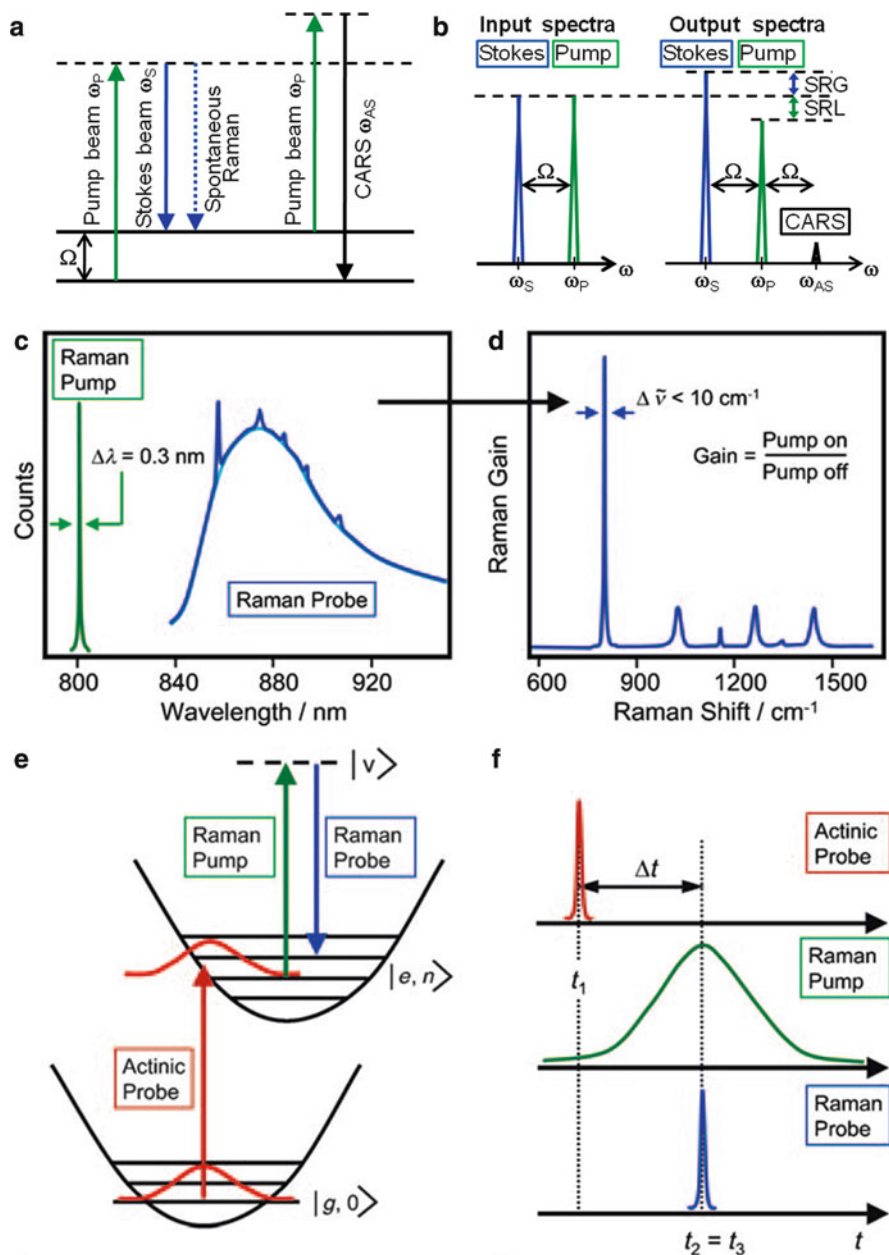 a
Pump beam ωP
Stokes beam ωS
Spontaneous
Raman
Pump beam ωP
CARS ωAS
Ω
b
Input spectra
Stokes Pump
Ω
ωS ωP ω
Output spectra
Stokes Pump
SRG
SRL
Ω Ω
CARS
ωS ωP ωAS ω
c
Raman
Pump
Δλ = 0.3 nm
Raman Probe
Counts
800 840 880 920
Wavelength / nm
d
Δ ṽ < 10 cm⁻¹
Gain = Pump on
Pump off
Raman Gain
600 900 1200 1500
Raman Shift / cm⁻¹
e
| v>
Raman
Pump
Raman
Probe
| e, n>
Actinic
Probe
| g, 0>
f
Actinic
Probe
Δt
t1
Raman
Pump
Raman
Probe
t2 = t3 t